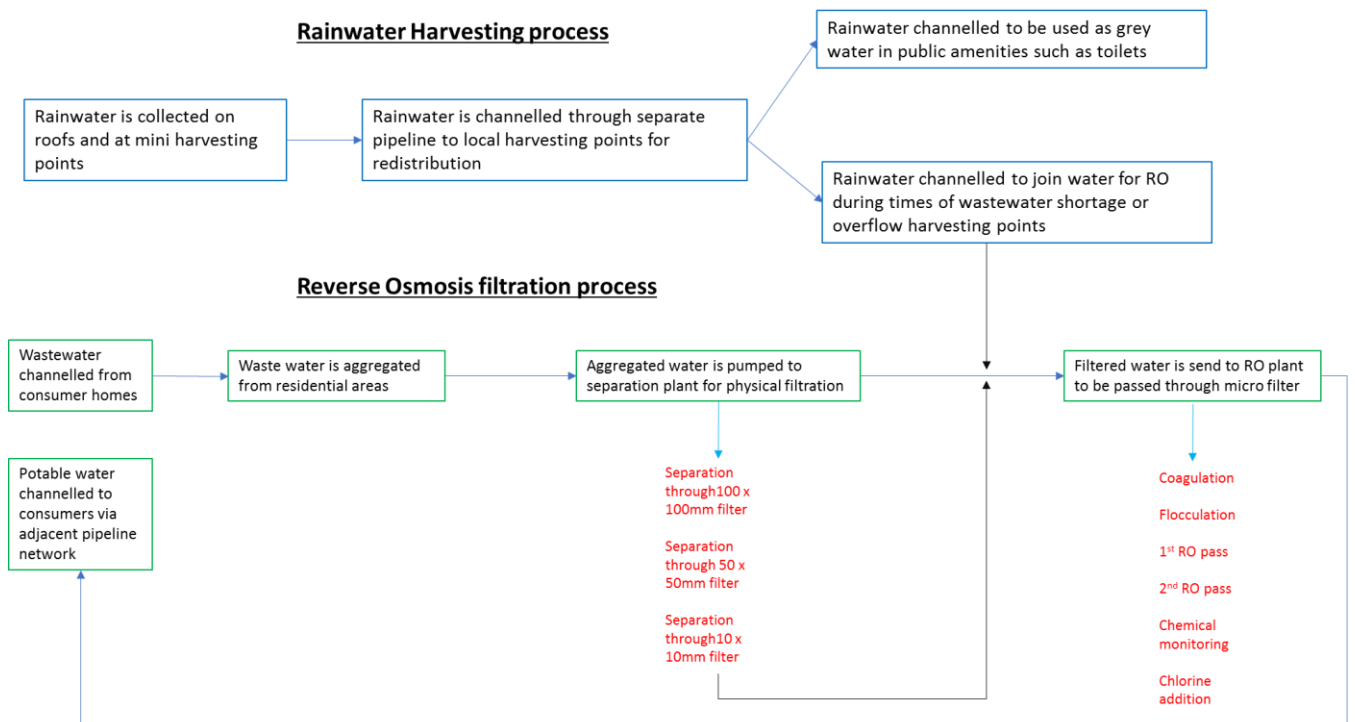 Rainwater Harvesting process
Rainwater channelled to be used as grey
water in public amenities such as toilets
Rainwater is collected on
roofs and at mini harvesting
points
Rainwater is channelled through separate
pipeline to local harvesting points for
redistribution
Rainwater channelled to join water for RO
during times of wastewater shortage or
overflow harvesting points
Reverse Osmosis filtration process
Wastewater
channelled from
consumer homes
Waste water is aggregated
from residential areas
Aggregated water is pumped to
separation plant for physical filtration
Filtered water is send to RO plant
to be passed through micro filter
Potable water
channelled to
consumers via
adjacent pipeline
network
Separation
through100 x
100mm filter
Separation
through 50 x
50mm filter
Separation
through10 x
10mm filter
Coagulation
Flocculation
1st RO pass
2nd RO pass
Chemical
monitoring
Chlorine
addition